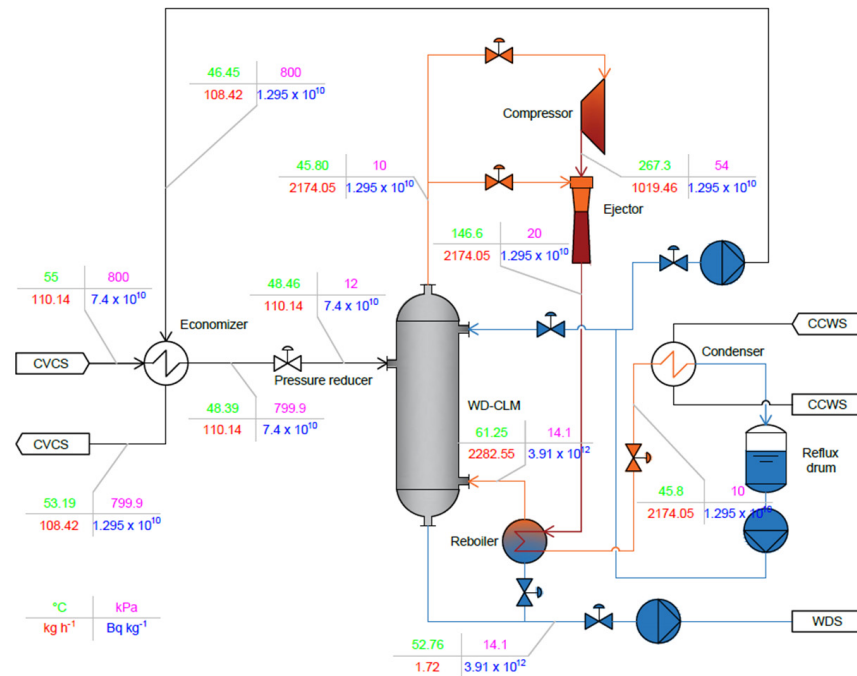 46.45 800
108.42 1.295 x 10¹⁰
Compressor
45.80 10
2174.05 1.295 x 10¹⁰
267.3 54
1019.46 1.295 x 10¹⁰
Ejector
146.6 20
2174.05 1.295 x 10¹⁰
55 800
110.14 7.4 x 10¹⁰
48.46 12
110.14 7.4 x 10¹⁰
Economizer
CCWS
Condenser
CVCS
Pressure reducer
CCWS
48.39 799.9
110.14 7.4 x 10¹⁰
WD-CLM
61.25 14.1
2282.55 3.91 x 10¹²
CVCS
Reflux
drum
45.8 10
2174.05 1.295 x 10¹⁰
53.19 799.9
108.42 1.295 x 10¹⁰
Reboiler
°C kPa
kg h⁻¹ Bq kg⁻¹
WDS
52.76 14.1
1.72 3.91 x 10¹²